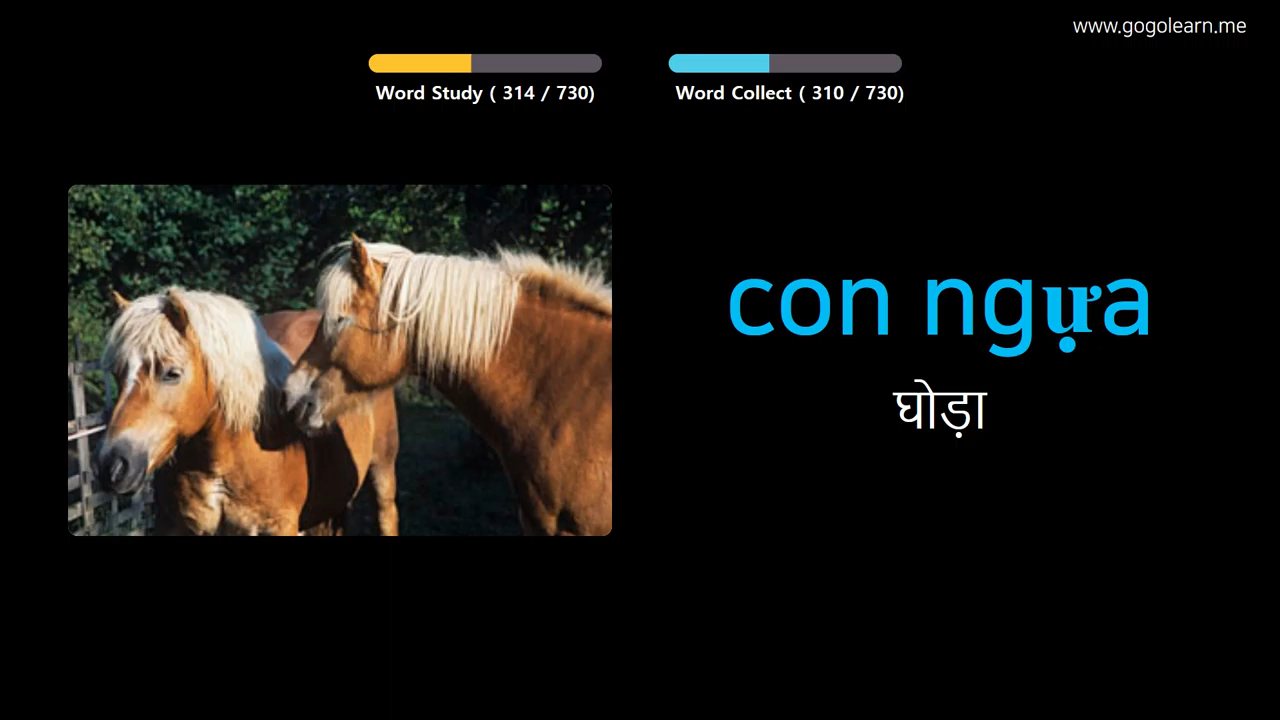 www.gogolearn.me
Word Study ( 314 / 730)
Word Collect ( 310 / 730)
con ngựa
घोड़ा